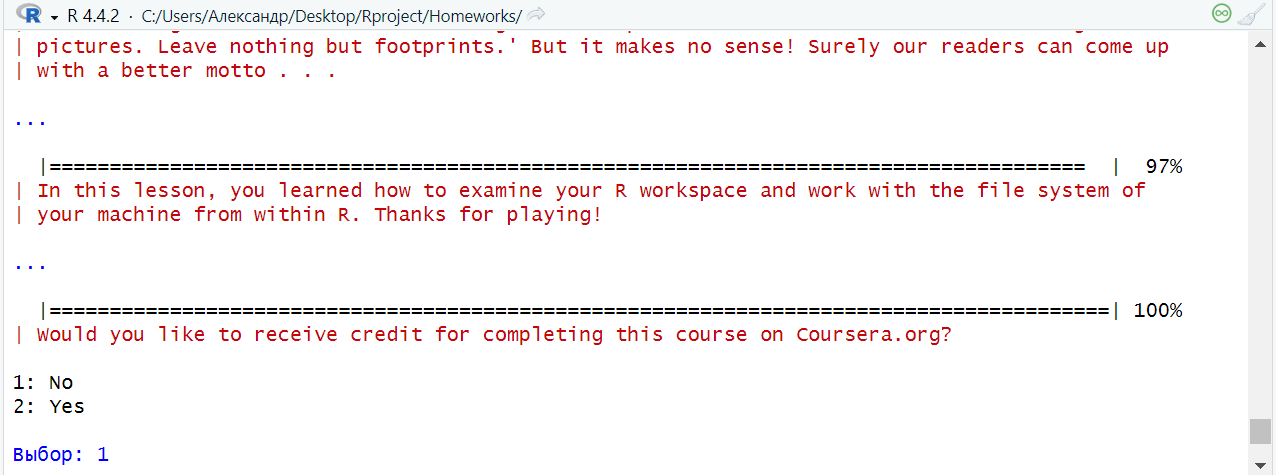 R 4.4.2 · C:/Users/Александр/Desktop/Rproject/Homeworks/
| pictures. Leave nothing but footprints.' But it makes no sense! Surely our readers can come up
| with a better motto . . .
...
|======================================================================================  |  97%
| In this lesson, you learned how to examine your R workspace and work with the file system of
| your machine from within R. Thanks for playing!
...
|========================================================================================| 100%
| Would you like to receive credit for completing this course on Coursera.org?
1: No
2: Yes
Выбор: 1